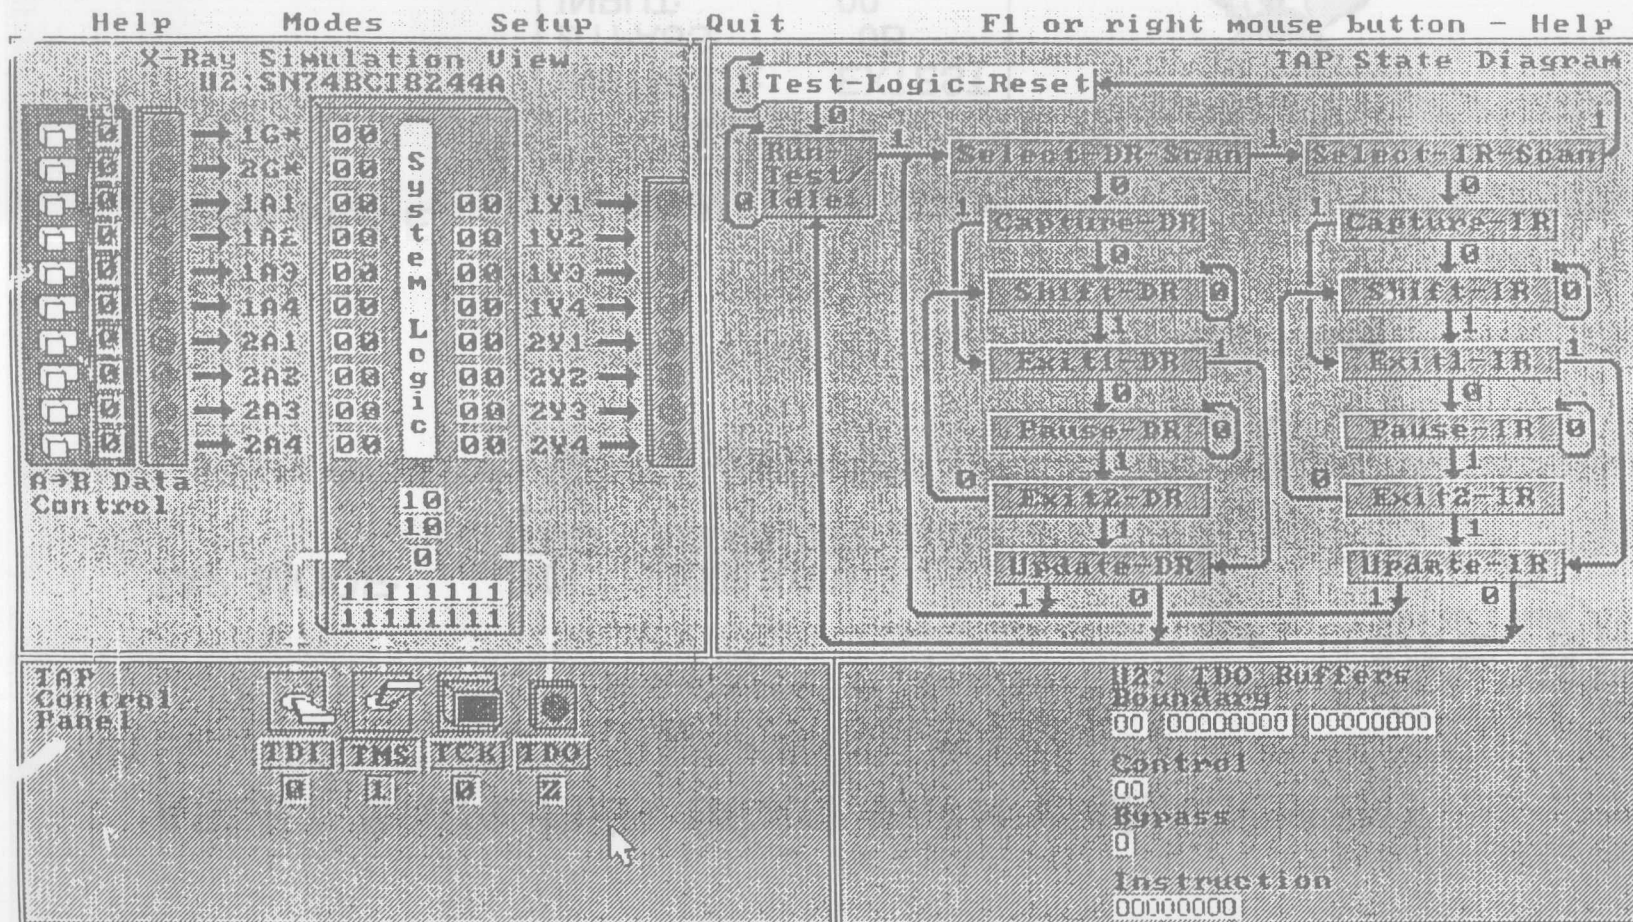 Help Modes Setup Quit F1 or right mouse button - Help
X-Ray Simulation View
U2:SN74BCT8244A
0 → 1G* 00
0 → 2G* 00
0 → 1A1 00 00 1Y1 →
0 → 1A2 00 00 1Y2 →
0 → 1A3 00 00 1Y3 →
0 → 1A4 00 00 1Y4 →
0 → 2A1 00 00 2Y1 →
0 → 2A2 00 00 2Y2 →
0 → 2A3 00 00 2Y3 →
0 → 2A4 00 00 2Y4 →
System Logic
A→B Data
Control
10
10
0
11111111
11111111
TAP State Diagram
1 Test-Logic-Reset
0 1 1 1
Run-
Test/
0 Idle
Select-DR-Scan
Select-IR-Scan
0 0
1 Capture-DR 1 Capture-IR
0 0
Shift-DR 0 Shift-IR 0
1 1
Exit1-DR 1 Exit1-IR 1
0 0
Pause-DR 0 Pause-IR 0
1 1
0 Exit2-DR 0 Exit2-IR
1 1
Update-DR Update-IR
1 0 1 0
TAP
Control
Panel
TDI TMS TCK TDO
0 1 0 Z
U2: TDO Buffers
Boundary
00 00000000 00000000
Control
00
Bypass
0
Instruction
00000000